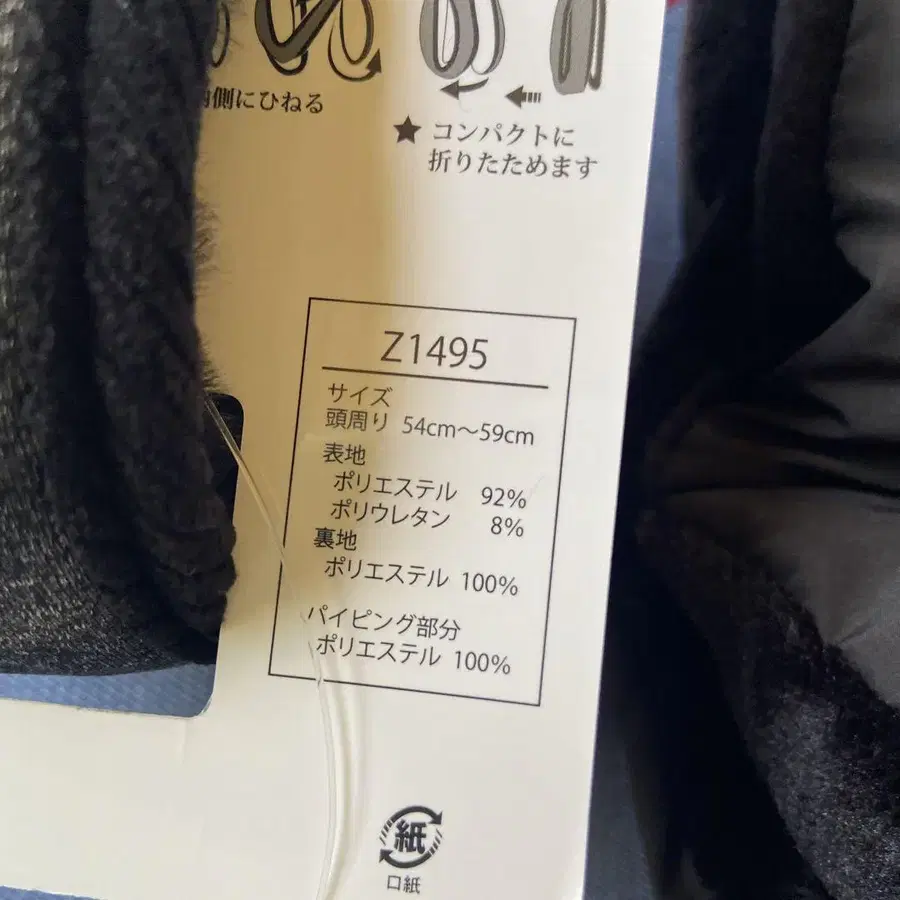 側にひねる
★ コンパクトに
折りたためます
Z1495
サイズ
頭周り 54cm〜59cm
表地
ポリエステル 92%
ポリウレタン 8%
裏地
ポリエステル 100%
パイピング部分
ポリエステル 100%
紙
口紙